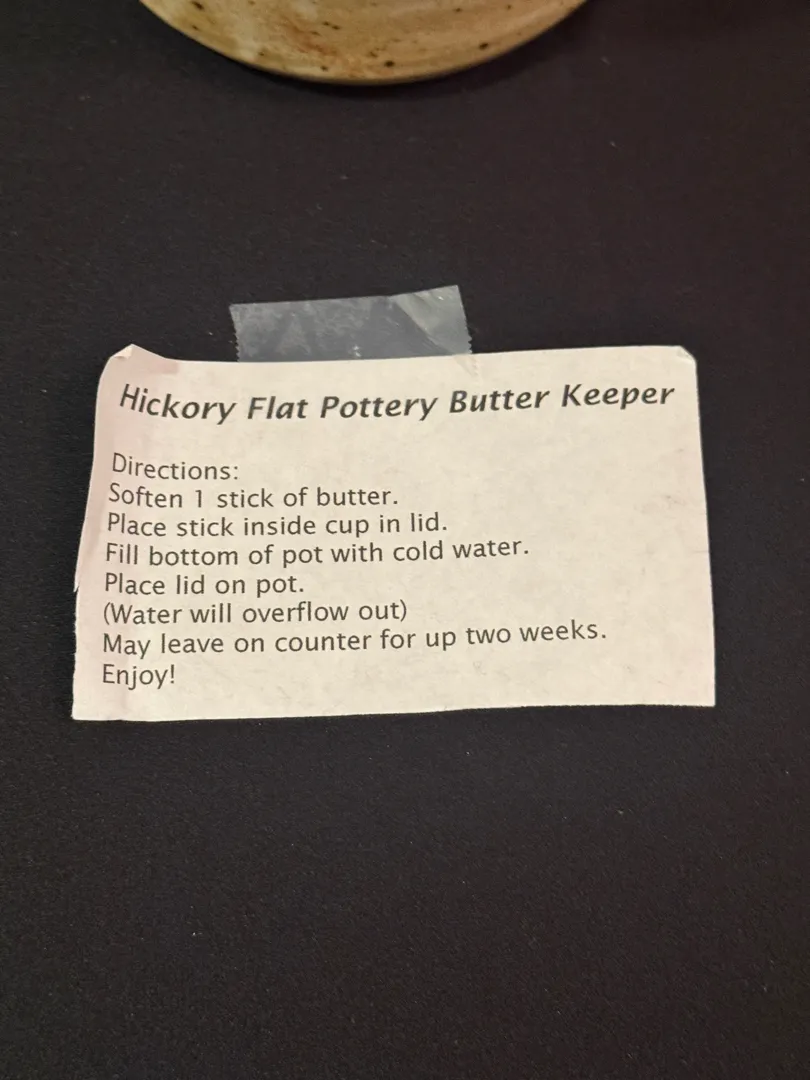 Hickory Flat Pottery Butter Keeper
Directions:
Soften 1 stick of butter.
Place stick inside cup in lid.
Fill bottom of pot with cold water.
Place lid on pot.
(Water will overflow out)
May leave on counter for up two weeks.
Enjoy!